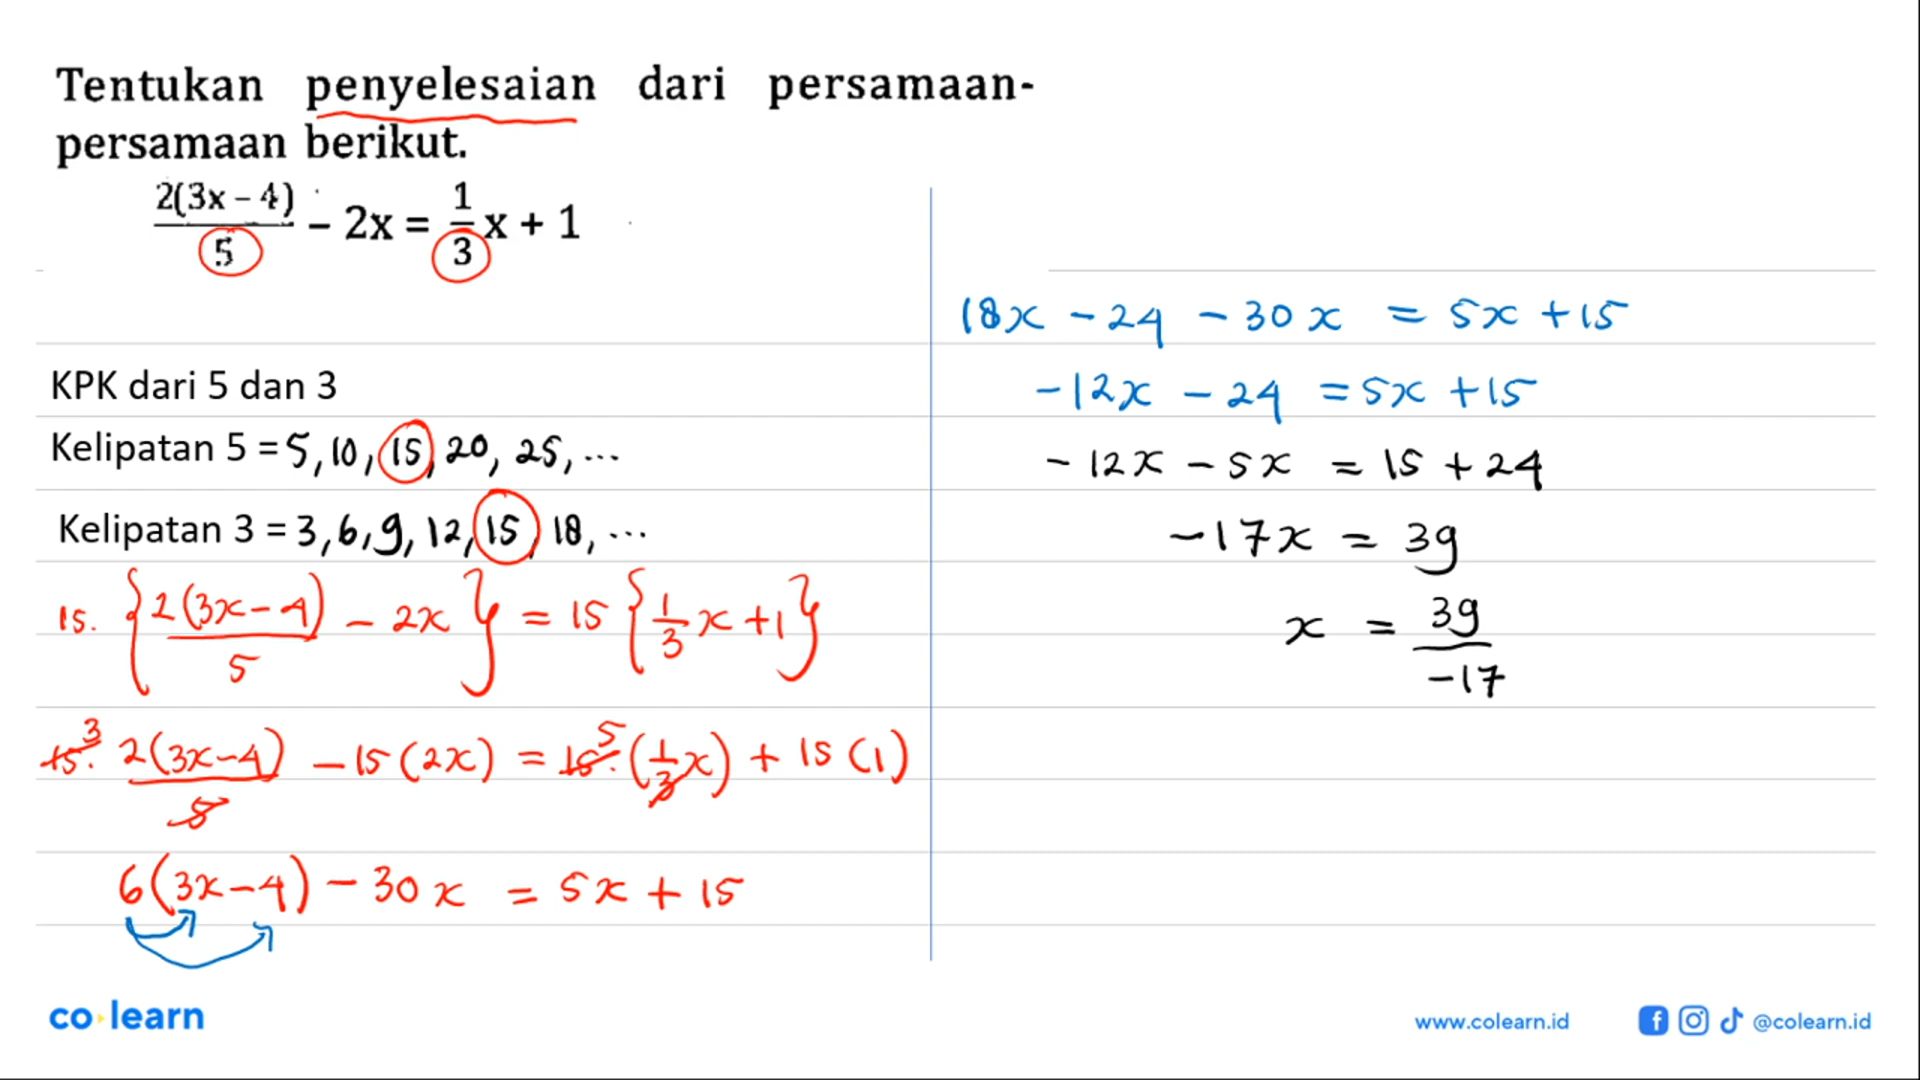 Tentukan penyelesaian dari persamaan-
persamaan berikut.
2(3x - 4)/5 - 2x = 1/3 x + 1
KPK dari 5 dan 3
Kelipatan 5 = 5, 10, 15, 20, 25, ...
Kelipatan 3 = 3, 6, 9, 12, 15, 18, ...
15. {2(3x-4)/5 - 2x} = 15 {1/3 x + 1}
15.3 2(3x-4)/5 - 15(2x) = 15.5 (1/3 x) + 15(1)
6(3x-4) - 30x = 5x + 15
18x - 24 - 30x = 5x + 15
-12x - 24 = 5x + 15
-12x - 5x = 15 + 24
-17x = 39
x = 39/-17
co learn
www.colearn.id @colearn.id